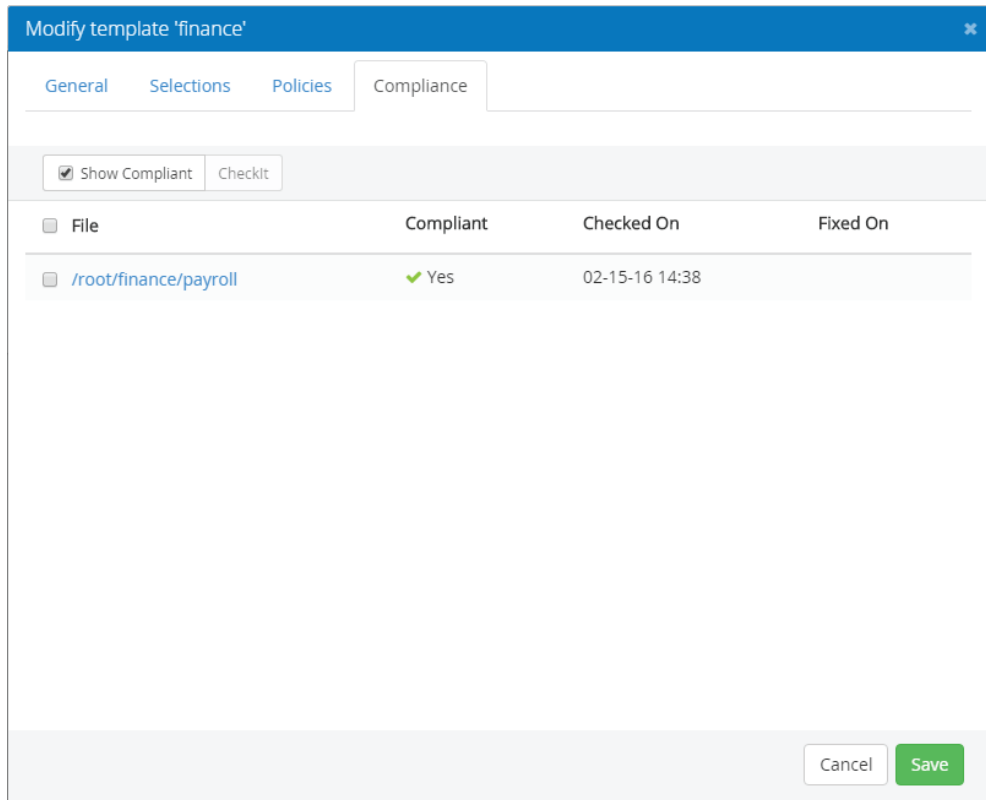 Modify template 'finance'
General Selections Policies Compliance
Show Compliant CheckIt
File Compliant Checked On Fixed On
/root/finance/payroll Yes 02-15-16 14:38
Cancel Save